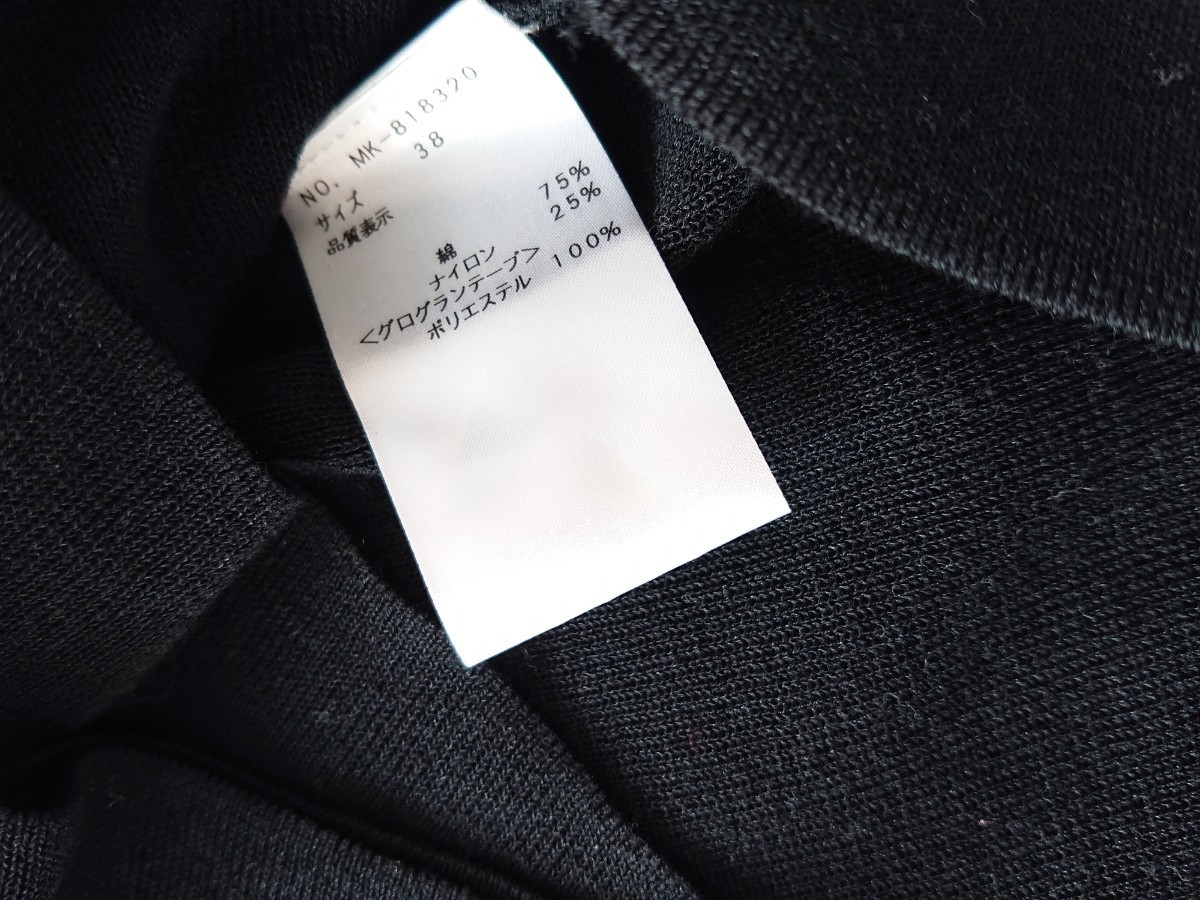 NO. MK-818320
サイズ 38
品質表示
綿 75%
ナイロン 25%
<グログランテープ>
ポリエステル 100%